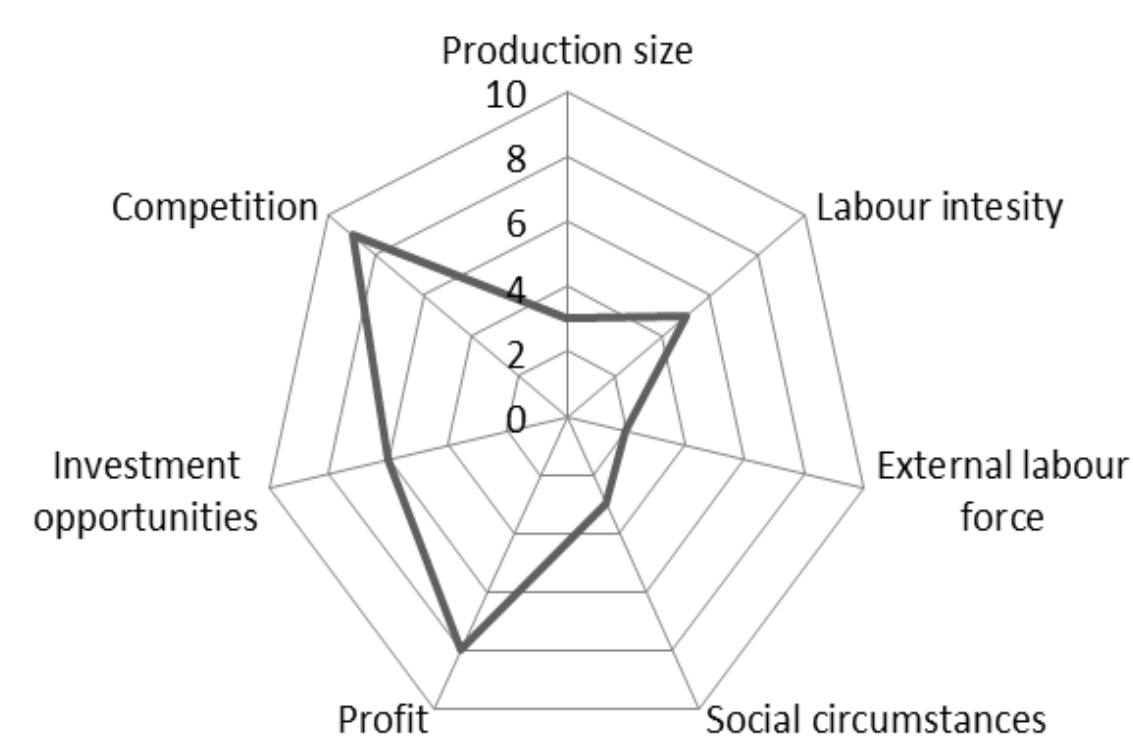 Production size
10
8
6
4
2
0
Competition
Labour intesity
Investment
opportunities
External labour
force
Profit
Social circumstances